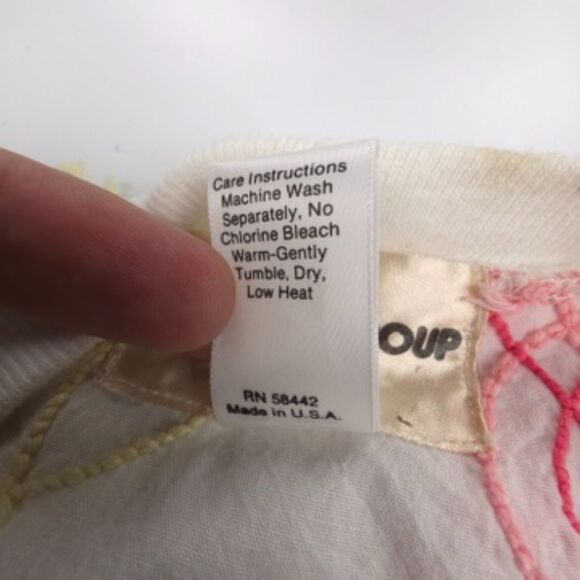 Care Instructions
Machine Wash
Separately, No
Chlorine Bleach
Warm-Gently
Tumble, Dry,
Low Heat
OUP
RN 58442
Made in U.S.A.